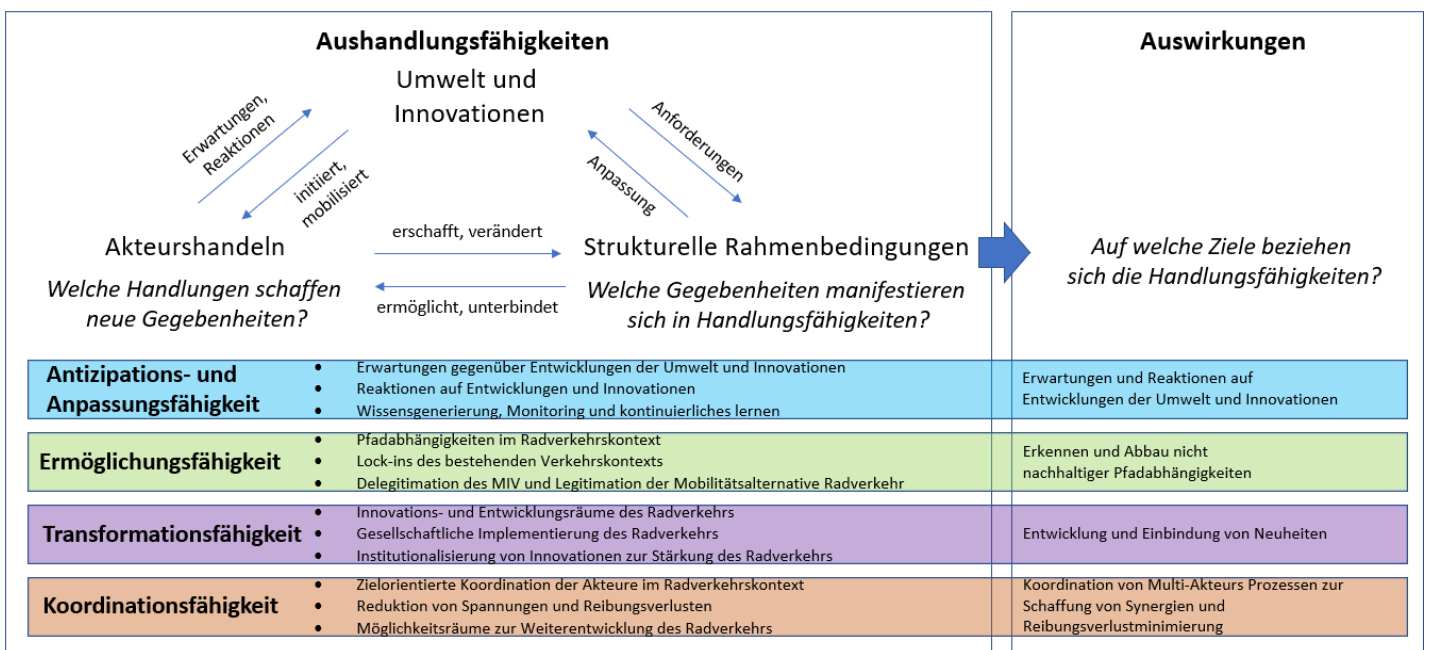 Aushandlungsfähigkeiten
Umwelt und
Innovationen
Erwartungen,
Reaktionen
initiiert,
mobilisiert
Anforderungen
Anpassung
Akteurshandeln
Welche Handlungen schaffen
neue Gegebenheiten?
erschafft, verändert
ermöglicht, unterbindet
Strukturelle Rahmenbedingungen
Welche Gegebenheiten manifestieren
sich in Handlungsfähigkeiten?
Auswirkungen
Auf welche Ziele beziehen
sich die Handlungsfähigkeiten?
Antizipations- und
Anpassungsfähigkeit
• Erwartungen gegenüber Entwicklungen der Umwelt und Innovationen
• Reaktionen auf Entwicklungen und Innovationen
• Wissensgenerierung, Monitoring und kontinuierliches lernen
Erwartungen und Reaktionen auf
Entwicklungen der Umwelt und Innovationen
Ermöglichungsfähigkeit
• Pfadabhängigkeiten im Radverkehrskontext
• Lock-ins des bestehenden Verkehrskontexts
• Delegitimation des MIV und Legitimation der Mobilitätsalternative Radverkehr
Erkennen und Abbau nicht
nachhaltiger Pfadabhängigkeiten
Transformationsfähigkeit
• Innovations- und Entwicklungsräume des Radverkehrs
• Gesellschaftliche Implementierung des Radverkehrs
• Institutionalisierung von Innovationen zur Stärkung des Radverkehrs
Entwicklung und Einbindung von Neuheiten
Koordinationsfähigkeit
• Zielorientierte Koordination der Akteure im Radverkehrskontext
• Reduktion von Spannungen und Reibungsverlusten
• Möglichkeitsräume zur Weiterentwicklung des Radverkehrs
Koordination von Multi-Akteurs Prozessen zur
Schaffung von Synergien und
Reibungsverlustminimierung